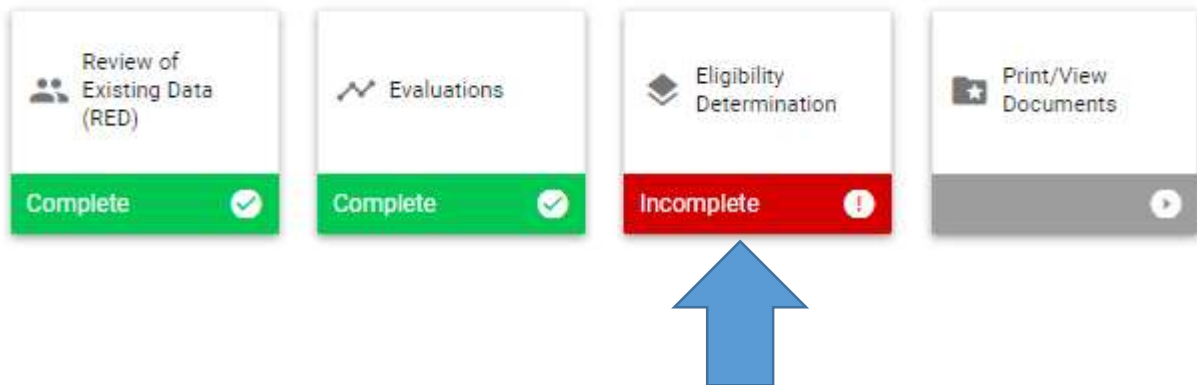 Review of
Existing Data
(RED)
Evaluations
Eligibility
Determination
Print/View
Documents
Complete
Complete
Incomplete